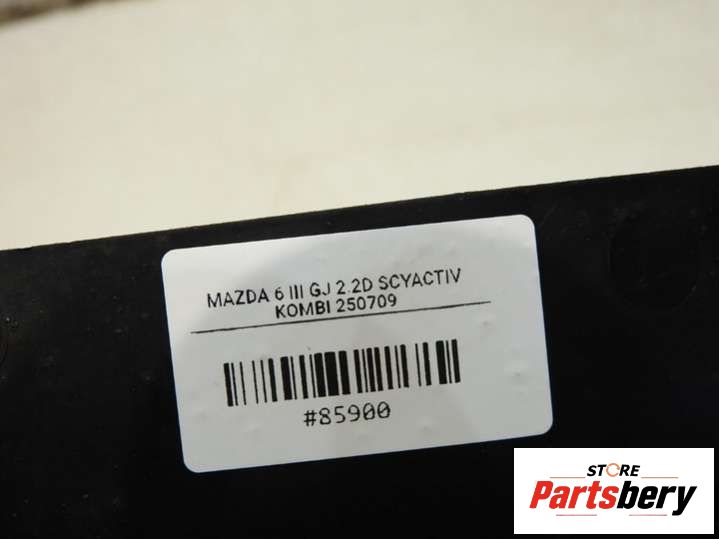 MAZDA 6 III GJ 2.2D SCYACTIV
KOMBI 250709
#85900
STORE
Partsbery